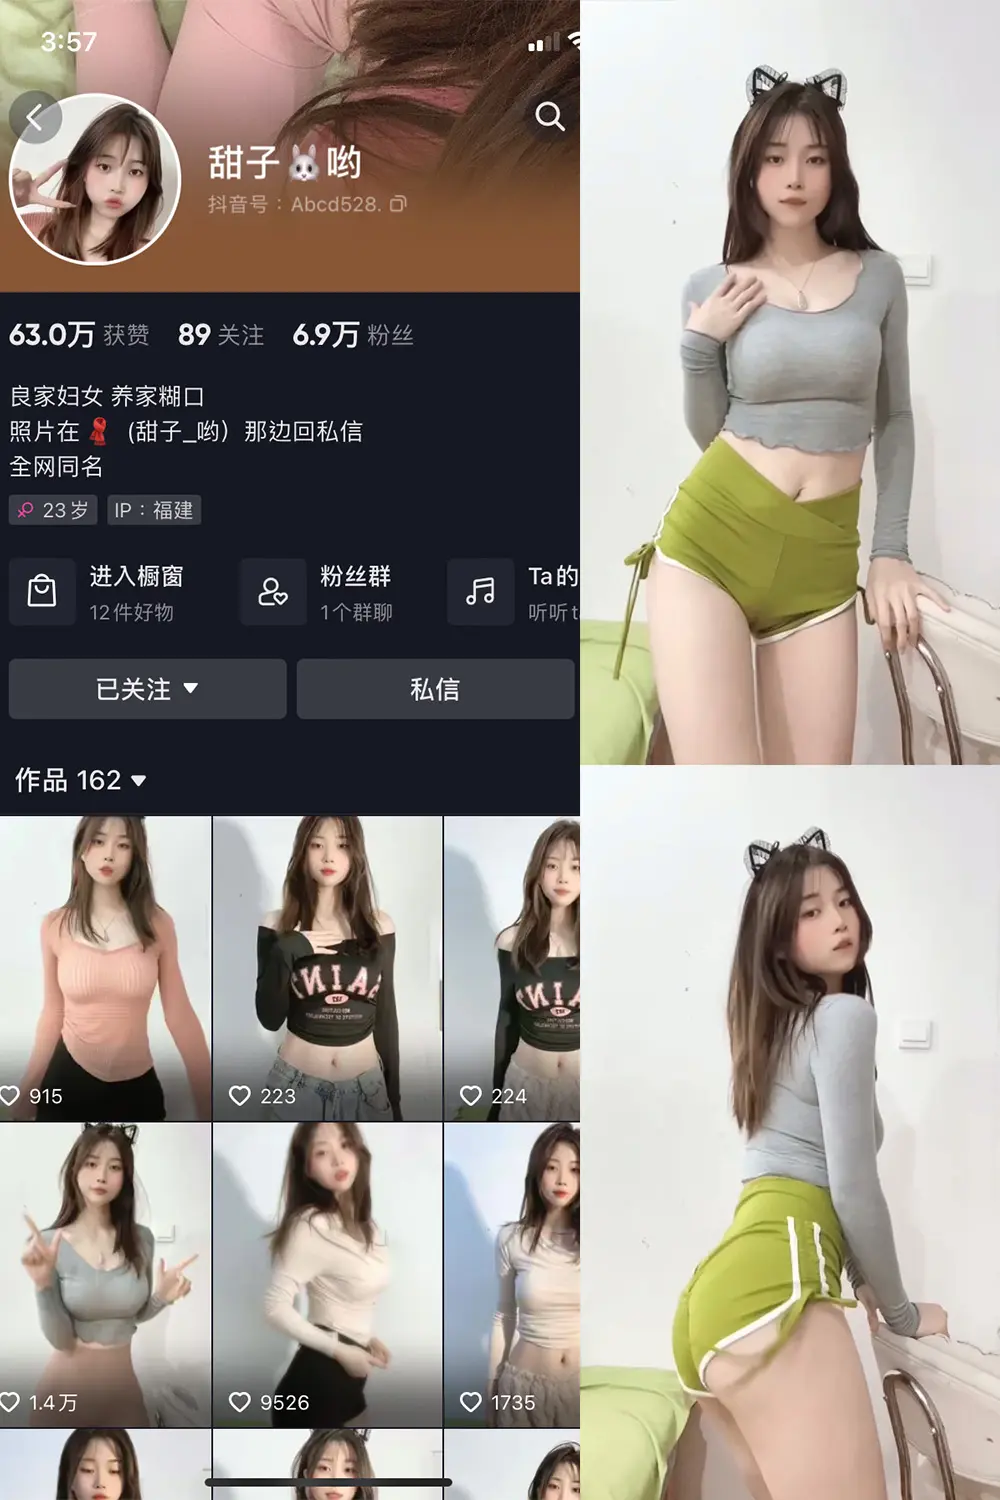 3:57
甜子🐰哟
抖音号：Abcd528.
63.0万 获赞 89 关注 6.9万 粉丝
良家妇女 养家糊口
照片在🧣 (甜子_哟）那边回私信
全网同名
23岁 IP：福建
进入橱窗
12件好物
粉丝群
1个群聊
Ta的
听听t
已关注 私信
作品 162
915 223 224
1.4万 9526 1735